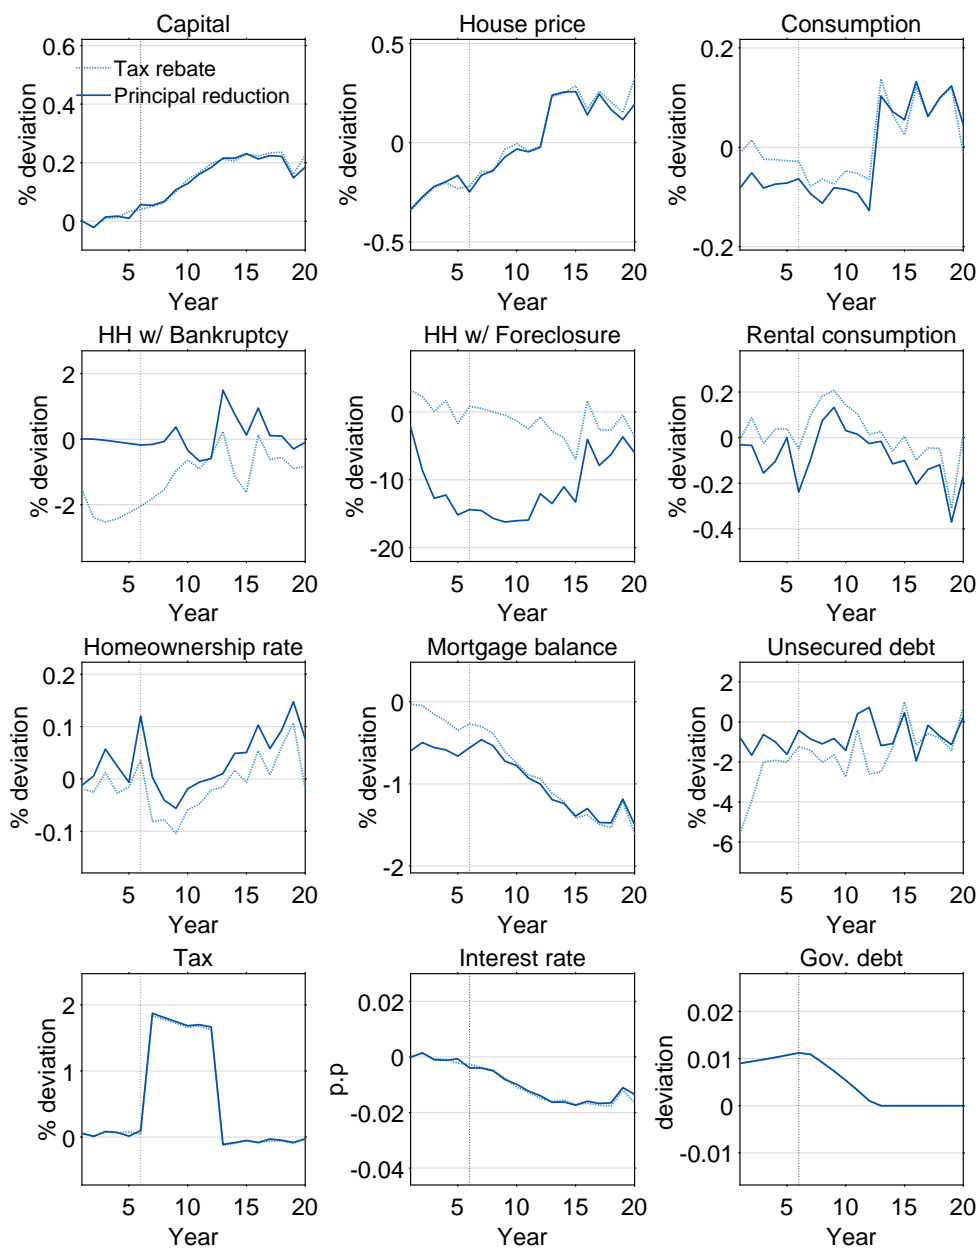 Capital
House price
Consumption
% deviation
0.6
0.4
0.2
0
Tax rebate
Principal reduction
5 10 15 20
Year
% deviation
0.5
0
-0.5
5 10 15 20
Year
% deviation
0.2
0
-0.2
5 10 15 20
Year
HH w/ Bankruptcy
HH w/ Foreclosure
Rental consumption
% deviation
2
0
-2
5 10 15 20
Year
% deviation
0
-10
-20
5 10 15 20
Year
% deviation
0.2
0
-0.2
-0.4
5 10 15 20
Year
Homeownership rate
Mortgage balance
Unsecured debt
% deviation
0.2
0.1
0
-0.1
5 10 15 20
Year
% deviation
0
-1
-2
5 10 15 20
Year
% deviation
2
0
-2
-4
-6
5 10 15 20
Year
Tax
Interest rate
Gov. debt
% deviation
2
1
0
5 10 15 20
Year
p.p
0.02
0
-0.02
-0.04
5 10 15 20
Year
deviation
0.02
0.01
0
-0.01
5 10 15 20
Year